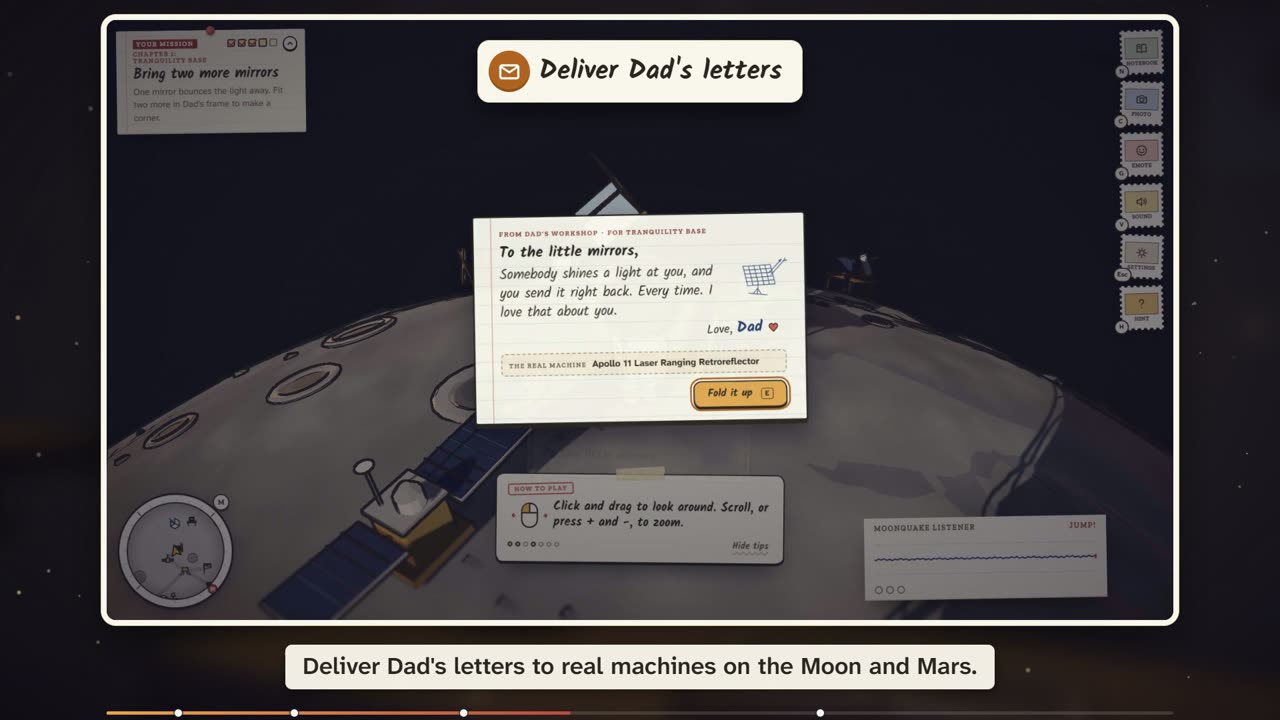 Deliver Dad's letters
YOUR MISSION
CHAPTER 1:
TRANQUILITY BASE
Bring two more mirrors
One mirror bounces the light away. Fit
two more in Dad's frame to make a
corner.
NOTEBOOK
N
PHOTO
C
EMOTE
G
SOUND
V
SETTINGS
Esc
?
HINT
H
FROM DAD'S WORKSHOP · FOR TRANQUILITY BASE
To the little mirrors,
Somebody shines a light at you, and
you send it right back. Every time. I
love that about you.
Love, Dad
THE REAL MACHINE Apollo 11 Laser Ranging Retroreflector
Fold it up E
HOW TO PLAY
Click and drag to look around. Scroll, or
press + and -, to zoom.
Hide tips
M
MOONQUAKE LISTENER JUMP!
Deliver Dad's letters to real machines on the Moon and Mars.